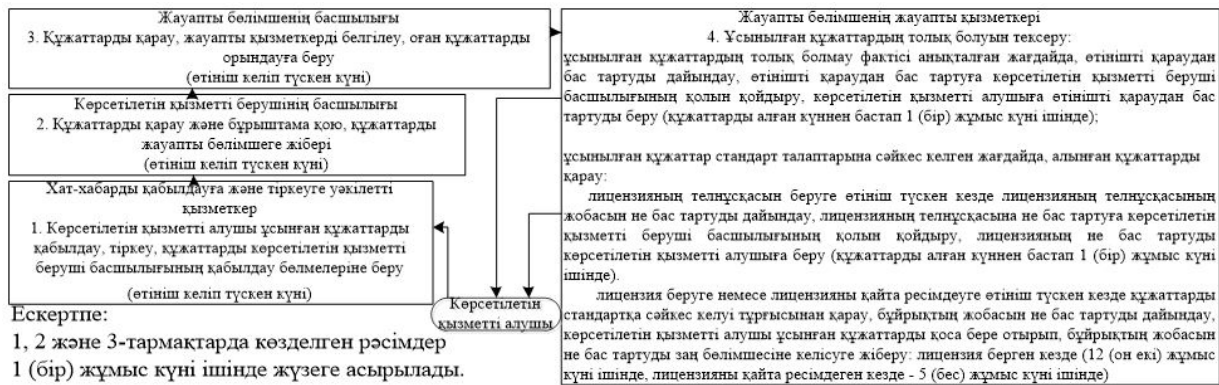 Жауапты бөлімшенің басшылығы
3. Құжаттарды қарау, жауапты қызметкерді белгілеу, оған құжаттарды
орындауға беру
(өтініш келіп түскен күні)
Көрсетілетін қызметті берушінің басшылығы
2. Құжаттарды қарау және бұрыштама қою, құжаттарды
жауапты бөлімшеге жібері
(өтініш келіп түскен күні)
Хат-хабарды қабылдауға және тіркеуге уәкілетті
қызметкер
1. Көрсетілетін қызметті алушы ұсынған құжаттарды
қабылдау, тіркеу, құжаттарды көрсетілетін қызметті
беруші басшылығының қабылдау бөлмелеріне беру
(өтініш келіп түскен күні)
Ескертпе:
1, 2 және 3-тармақтарда көзделген рәсімдер
1 (бір) жұмыс күні ішінде жүзеге асырылады.
Көрсетілетін
қызметті алушы
Жауапты бөлімшенің жауапты қызметкері
4. Ұсынылған құжаттардың толық болуын тексеру:
ұсынылған құжаттардың толық болмау фактісі анықталған жағдайда, өтінішті қараудан
бас тартуды дайындау, өтінішті қараудан бас тартуға көрсетілетін қызметті беруші
басшылығының қолын қойдыру, көрсетілетін қызметті алушыға өтінішті қараудан бас
тартуды беру (құжаттарды алған күннен бастап 1 (бір) жұмыс күні ішінде);
ұсынылған құжаттар стандарт талаптарына сәйкес келген жағдайда, алынған құжаттарды
қарау:
лицензияның телнұсқасын беруге өтініш түскен кезде лицензияның телнұсқасының
жобасын не бас тартуды дайындау, лицензияның телнұсқасына не бас тартуға көрсетілетін
қызметті беруші басшылығының қолын қойдыру, лицензияның не бас тартуды
көрсетілетін қызметті алушыға беру (құжаттарды алған күннен бастап 1 (бір) жұмыс күні
ішінде).
лицензия беруге немесе лицензияны қайта ресімдеуге өтініш түскен кезде құжаттарды
стандартқа сәйкес келуі тұрғысынан қарау, бұйрықтың жобасын не бас тартуды дайындау,
көрсетілетін қызметті алушы ұсынған құжаттарды қоса бере отырып, бұйрықтың жобасын
не бас тартуды заң бөлімшесіне келісуге жіберу: лицензия берген кезде (12 (он екі) жұмыс
күні ішінде, лицензияны қайта ресімдеген кезде - 5 (бес) жұмыс күні ішінде)